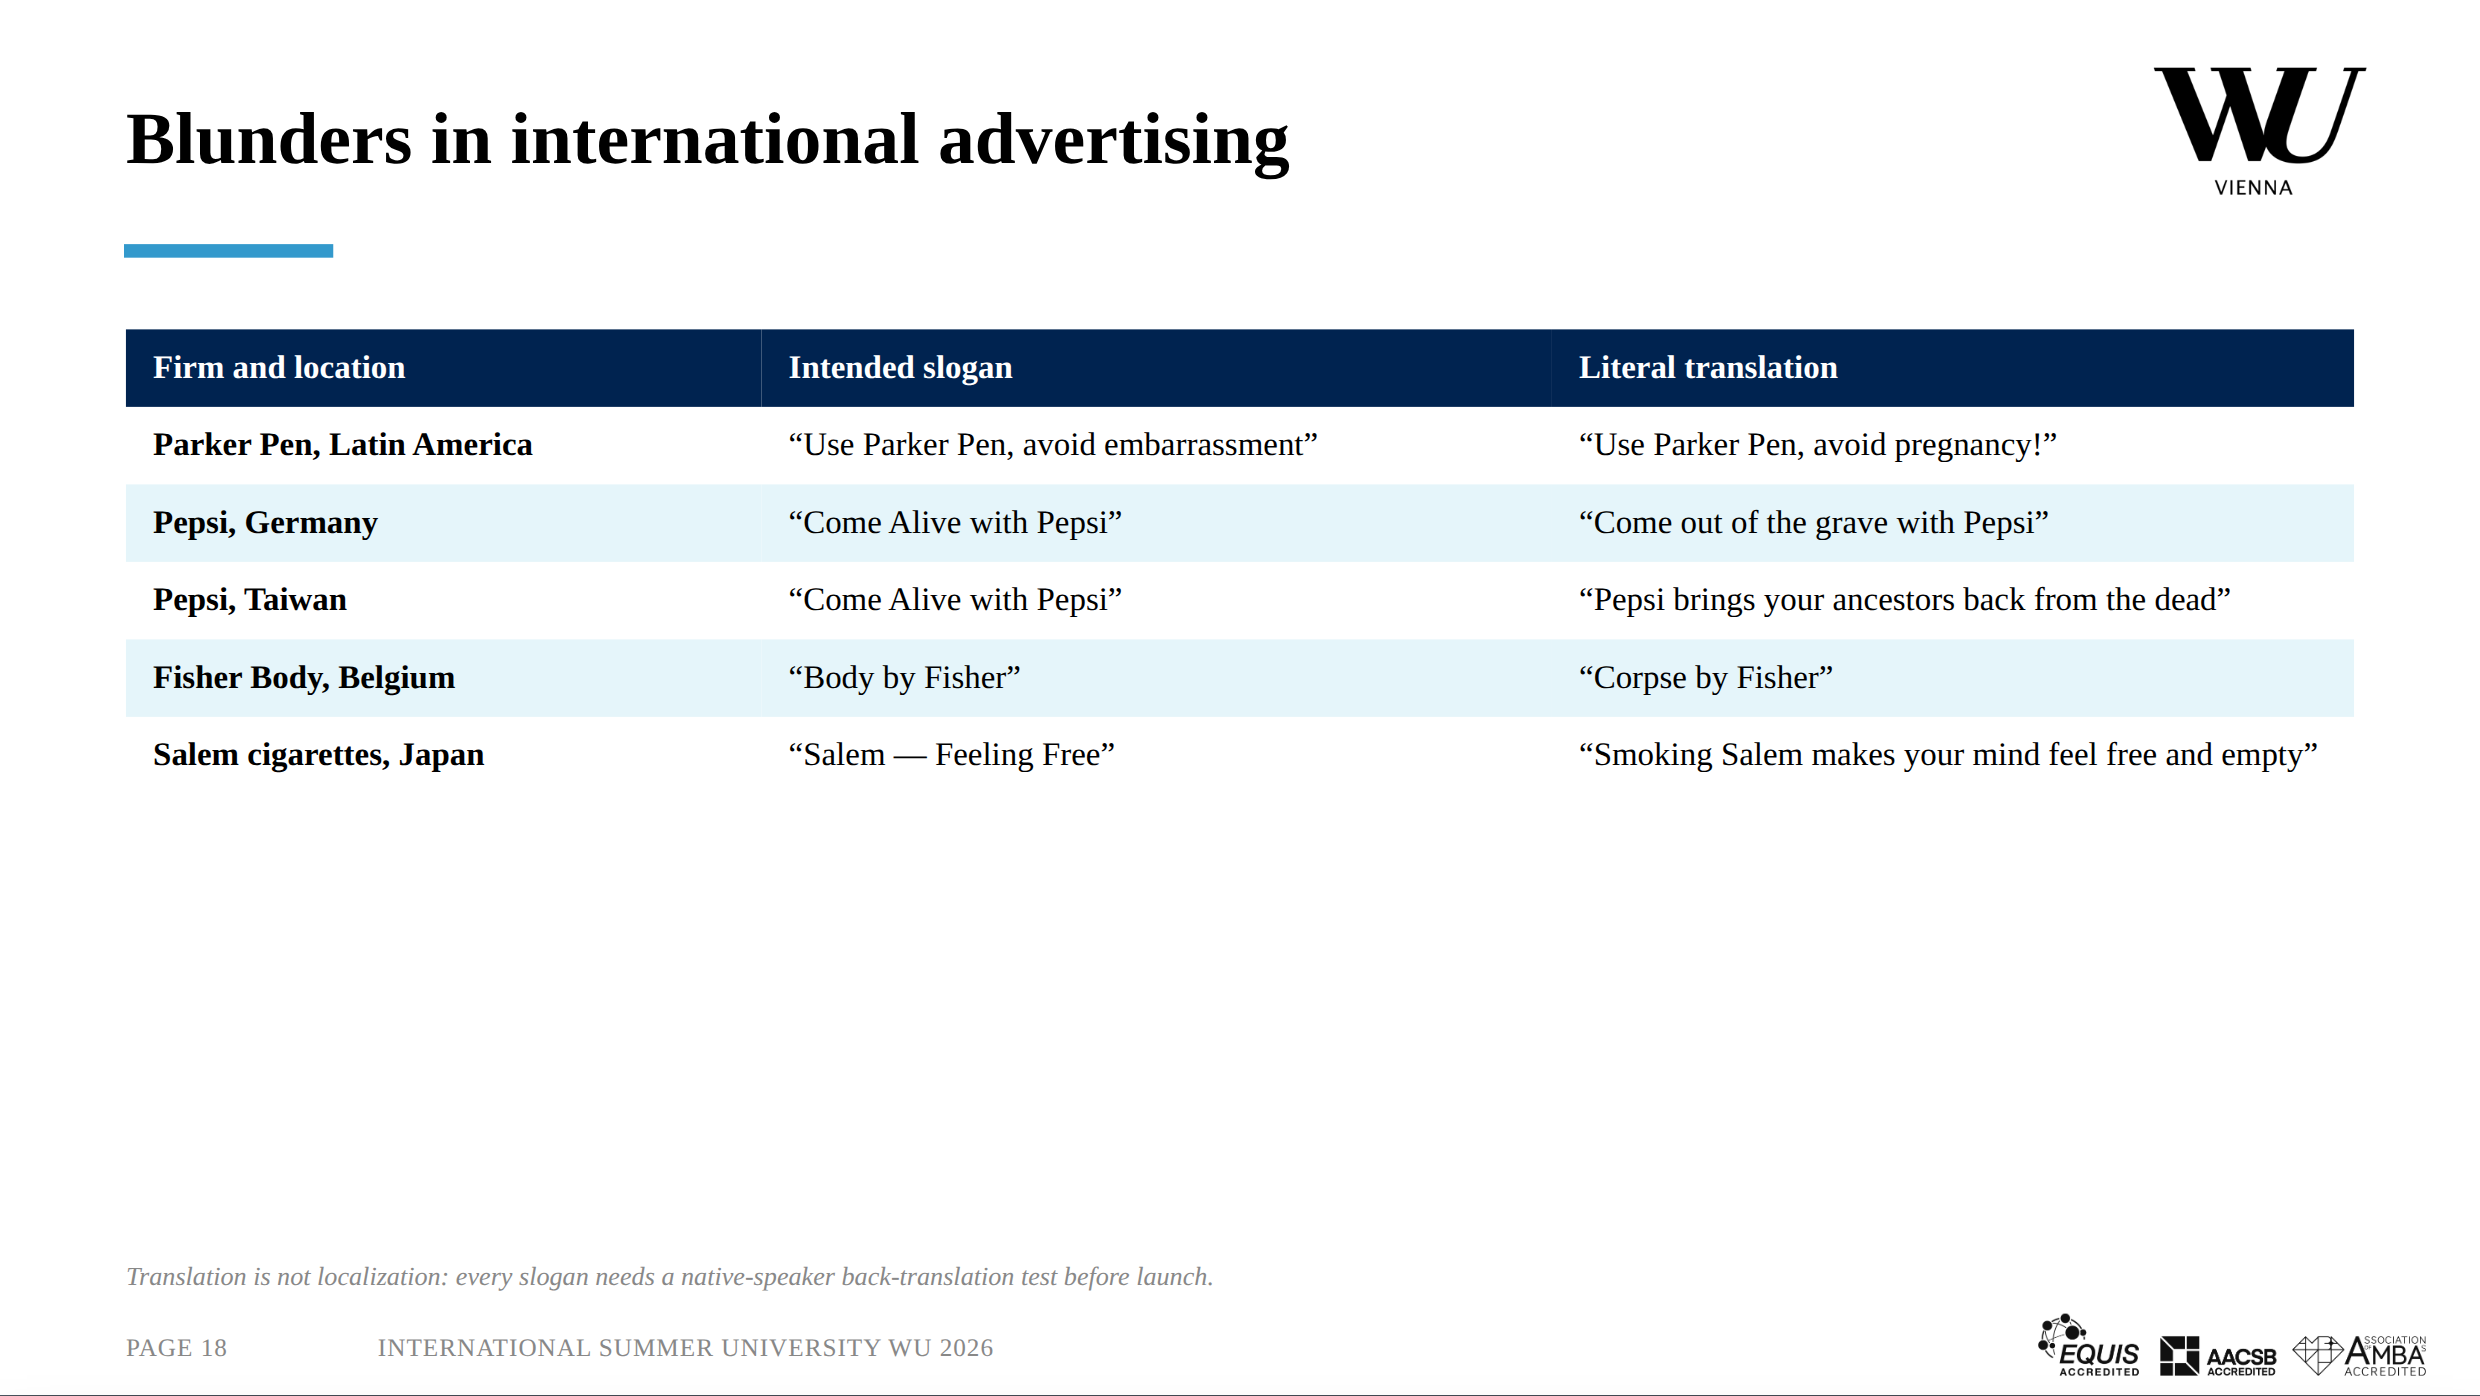 WU
VIENNA
Blunders in international advertising
Firm and location Intended slogan Literal translation
Parker Pen, Latin America “Use Parker Pen, avoid embarrassment” “Use Parker Pen, avoid pregnancy!”
Pepsi, Germany “Come Alive with Pepsi” “Come out of the grave with Pepsi”
Pepsi, Taiwan “Come Alive with Pepsi” “Pepsi brings your ancestors back from the dead”
Fisher Body, Belgium “Body by Fisher” “Corpse by Fisher”
Salem cigarettes, Japan “Salem — Feeling Free” “Smoking Salem makes your mind feel free and empty”
Translation is not localization: every slogan needs a native-speaker back-translation test before launch.
PAGE 18 INTERNATIONAL SUMMER UNIVERSITY WU 2026
EQUIS
ACCREDITED
AACSB
ACCREDITED
ASSOCIATION
OF MBAS
ACCREDITED